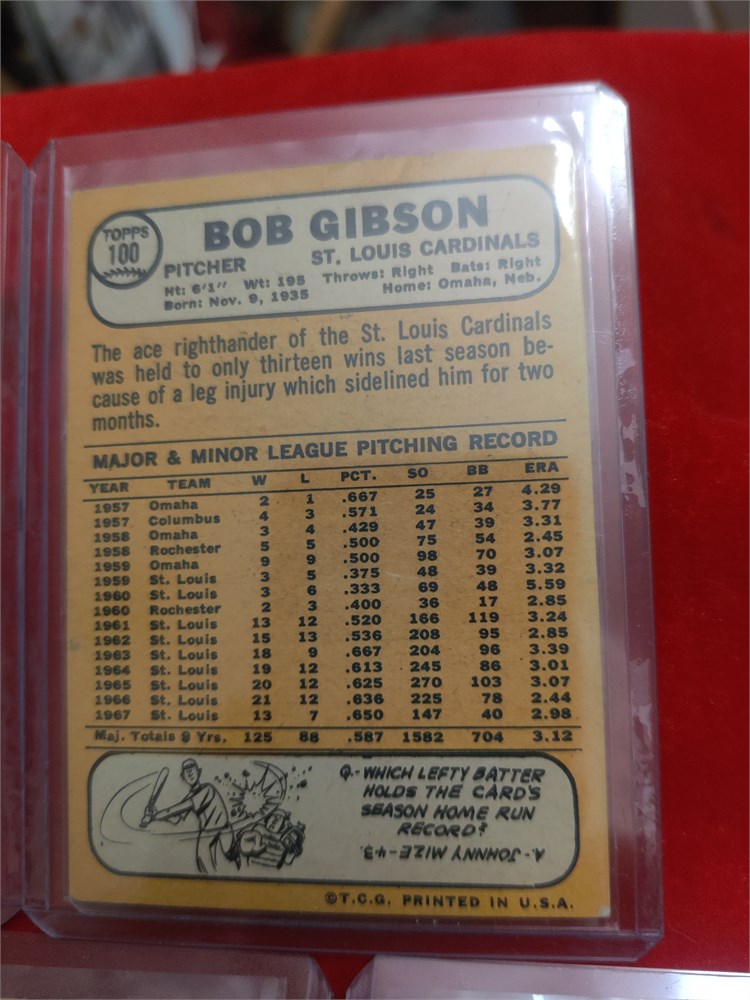 TOPPS
100
BOB GIBSON
PITCHER ST. LOUIS CARDINALS
Ht: 6'1" Wt: 195 Throws: Right Bats: Right
Born: Nov. 9, 1935 Home: Omaha, Neb.
The ace righthander of the St. Louis Cardinals
was held to only thirteen wins last season be-
cause of a leg injury which sidelined him for two
months.
MAJOR & MINOR LEAGUE PITCHING RECORD
YEAR TEAM W L PCT. SO BB ERA
1957 Omaha 2 1 .667 25 27 4.29
1957 Columbus 4 3 .571 24 34 3.77
1958 Omaha 3 4 .429 47 39 3.31
1958 Rochester 5 5 .500 75 54 2.45
1959 Omaha 9 9 .500 98 70 3.07
1959 St. Louis 3 5 .375 48 39 3.32
1960 St. Louis 3 6 .333 69 48 5.59
1960 Rochester 2 3 .400 36 17 2.85
1961 St. Louis 13 12 .520 166 119 3.24
1962 St. Louis 15 13 .536 208 95 2.85
1963 St. Louis 18 9 .667 204 96 3.39
1964 St. Louis 19 12 .613 245 86 3.01
1965 St. Louis 20 12 .625 270 103 3.07
1966 St. Louis 21 12 .636 225 78 2.44
1967 St. Louis 13 7 .650 147 40 2.98
Maj. Totals 9 Yrs. 125 88 .587 1582 704 3.12
Q.- WHICH LEFTY BATTER
HOLDS THE CARD'S
SEASON HOME RUN
RECORD?
A.- JOHNNY MIZE-43.
©T.C.G. PRINTED IN U.S.A.